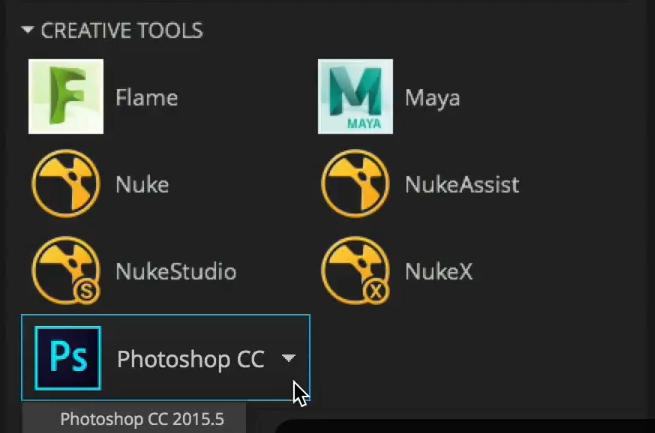 CREATIVE TOOLS
Flame
MAYA
Maya
Nuke
NukeAssist
S
NukeStudio
X
NukeX
Ps
Photoshop CC
Photoshop CC 2015.5